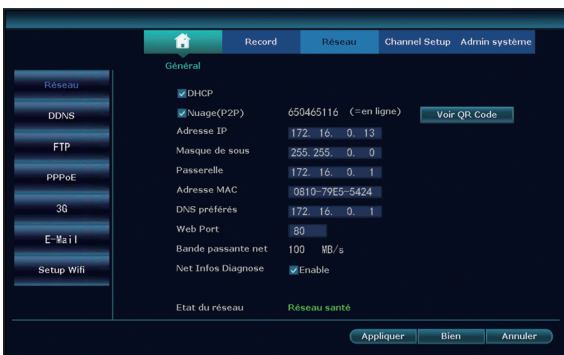 Record Réseau Channel Setup Admin système
Général
Réseau
DDNS
FTP
PPPoE
3G
E-Mail
Setup Wifi
DHCP
Nuage(P2P) 650465116 (=en ligne) Voir QR Code
Adresse IP 172. 16. 0. 13
Masque de sous 255. 255. 0. 0
Passerelle 172. 16. 0. 1
Adresse MAC 0810-79E5-5424
DNS préférés 172. 16. 0. 1
Web Port 80
Bande passante net 100 MB/s
Net Infos Diagnose Enable
Etat du réseau Réseau santé
Appliquer Bien Annuler